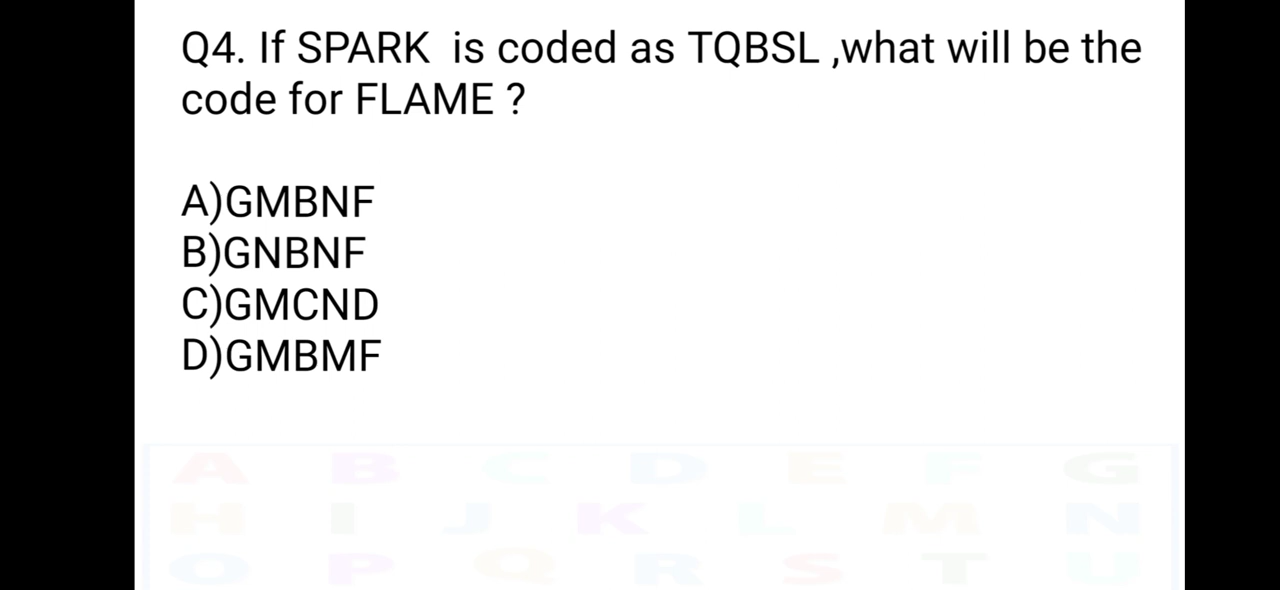 Q4. If SPARK  is coded as TQBSL ,what will be the
code for FLAME ?
A)GMBNF
B)GNBNF
C)GMCND
D)GMBMF
A B C D E F G
H I J K L M N
O P Q R S T U